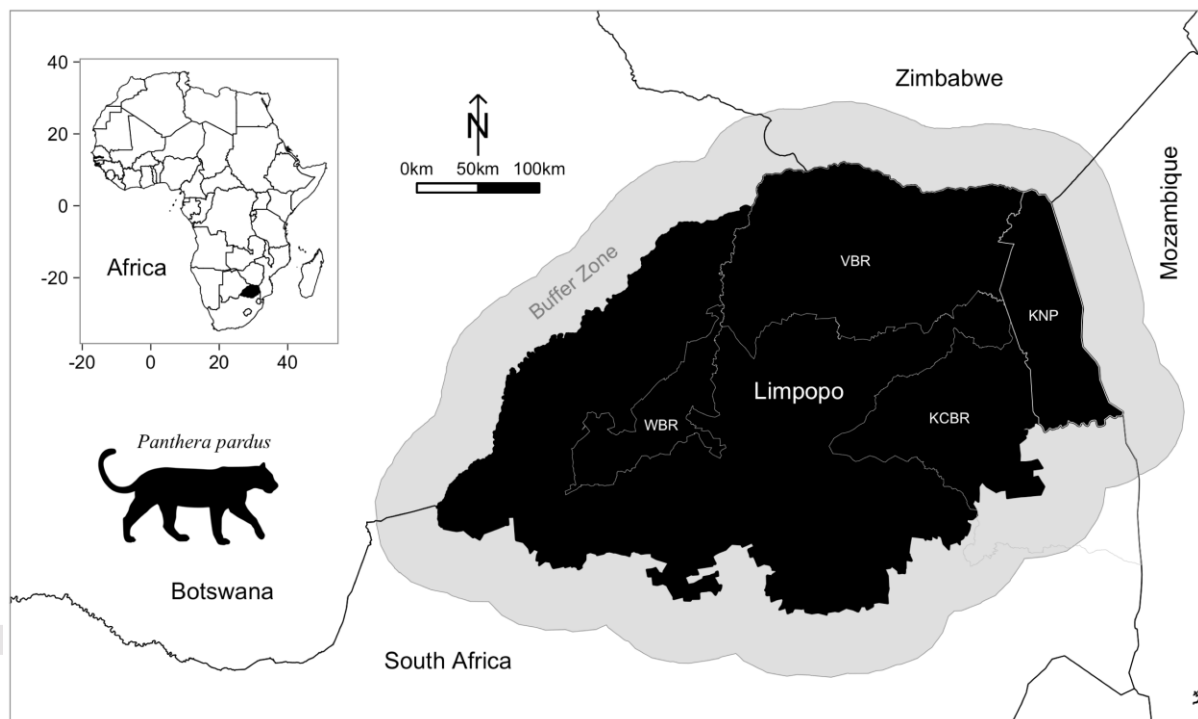 40
20
0
-20
-20
0
20
40
Africa
N
0km 50km 100km
Zimbabwe
Mozambique
Buffer Zone
VBR
KNP
Limpopo
WBR
KCBR
Panthera pardus
Botswana
South Africa